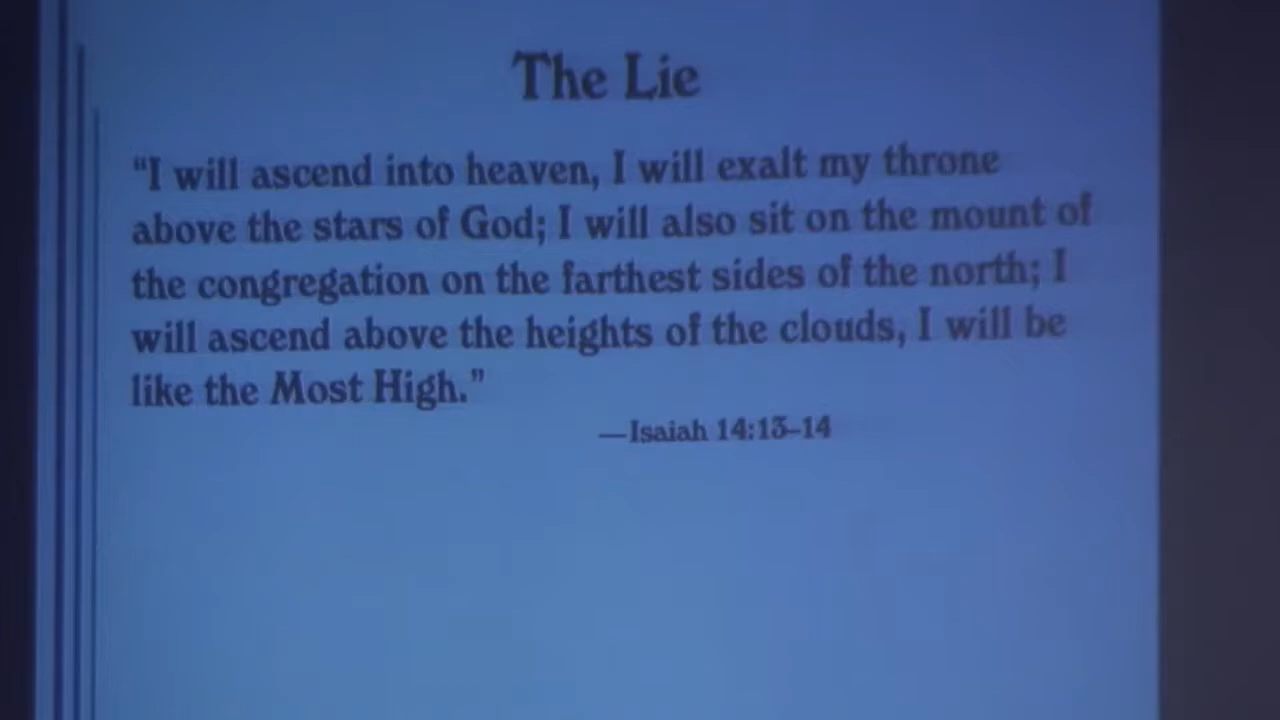 The Lie
“I will ascend into heaven, I will exalt my throne
above the stars of God; I will also sit on the mount of
the congregation on the farthest sides of the north; I
will ascend above the heights of the clouds, I will be
like the Most High.”
—Isaiah 14:13–14